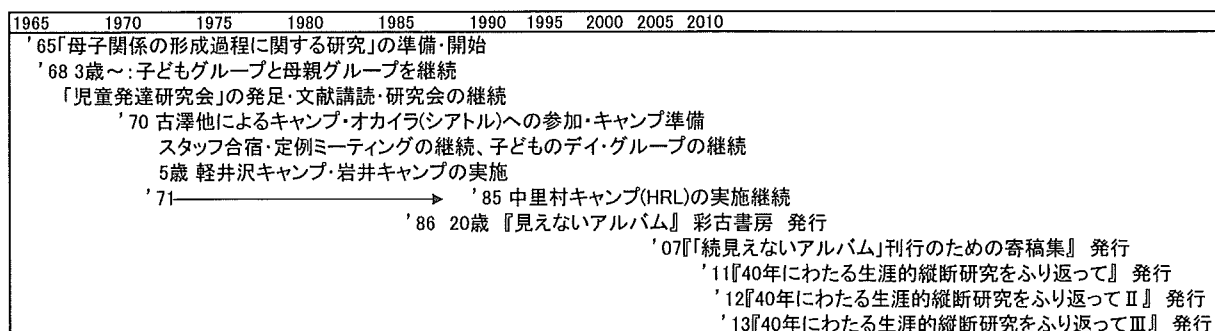 1965 1970 1975 1980 1985 1990 1995 2000 2005 2010
'65「母子関係の形成過程に関する研究」の準備・開始
'68 3歳～：子どもグループと母親グループを継続
「児童発達研究会」の発足・文献講読・研究会の継続
'70 古澤他によるキャンプ・オカイラ(シアトル)への参加・キャンプ準備
スタッフ合宿・定例ミーティングの継続、子どものデイ・グループの継続
5歳 軽井沢キャンプ・岩井キャンプの実施
'71 '85 中里村キャンプ(HRL)の実施継続
'86 20歳 『見えないアルバム』 彩古書房 発行
'07『「続見えないアルバム」刊行のための寄稿集』 発行
'11『40年にわたる生涯的縦断研究をふり返って』 発行
'12『40年にわたる生涯的縦断研究をふり返ってⅡ』 発行
'13『40年にわたる生涯的縦断研究をふり返ってⅢ』 発行